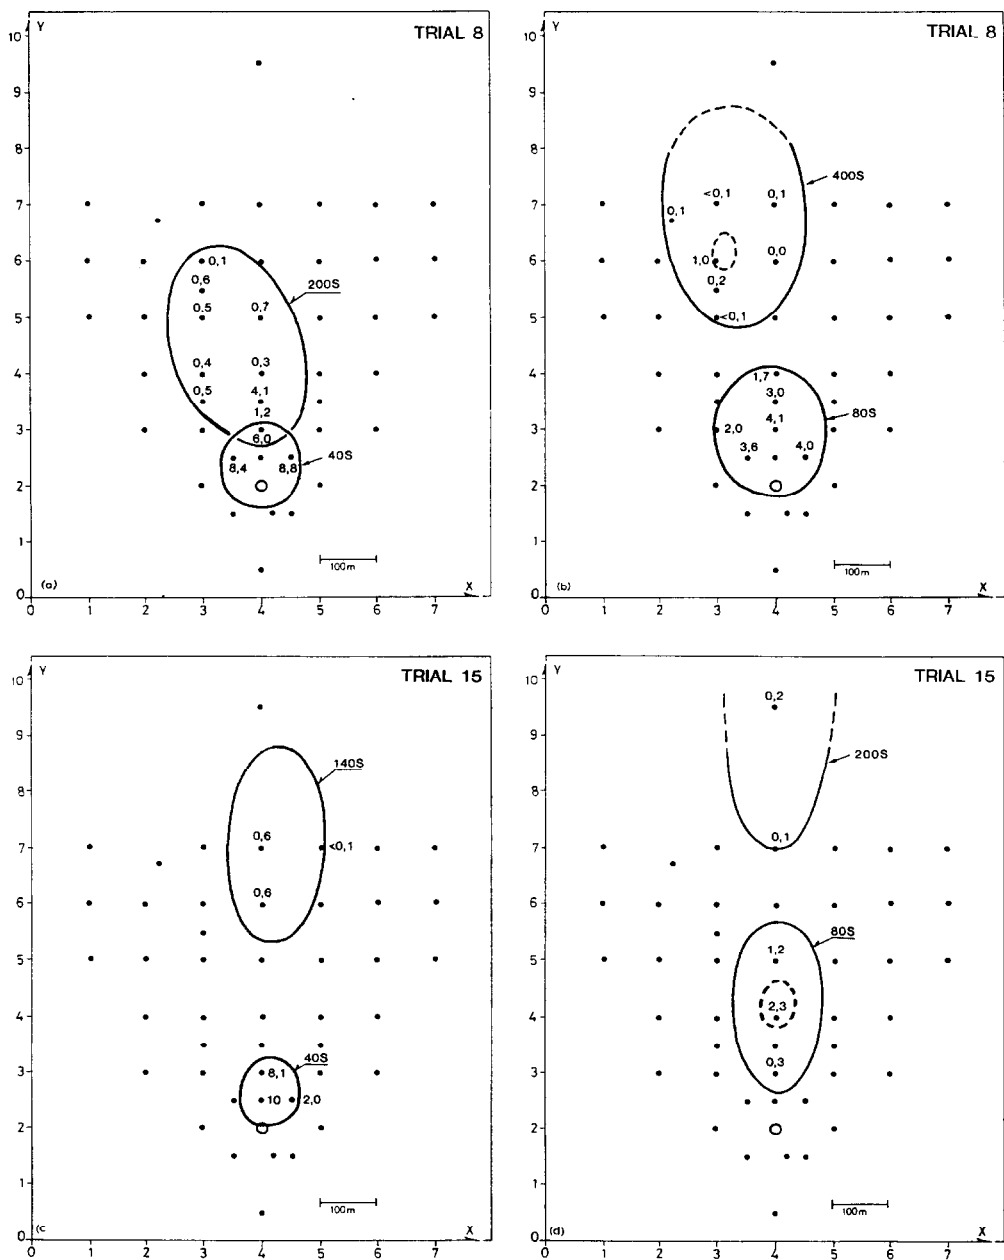 Y
TRIAL 8
10
9
8
7
0,1
6
0,6
200S
0,5 0,7
5
0,4 0,3
4
0,5 4,1
1,2
3
6,0
40S
8,4 8,8
2
1
100m
(a)
X
0
0 1 2 3 4 5 6 7
Y
TRIAL 8
10
9
8
400S
<0,1 0,1
7
0,1
1,0 0,0
6
0,2
<0,1
5
1,7
4
3,0
4,1
80S
2,0
3
3,6 4,0
2
1
100m
(b)
X
0
0 1 2 3 4 5 6 7
Y
TRIAL 15
10
9
140S
8
0,6
7
<0,1
0,6
6
5
4
40S
8,1
3
10 2,0
2
1
100m
(c
X
0
0 1 2 3 4 5 6 7
Y
TRIAL 15
10
0,2
9
200S
8
0,1
7
6
80S
1,2
5
2,3
4
0,3
3
2
1
100m
(d)
X
0
0 1 2 3 4 5 6 7